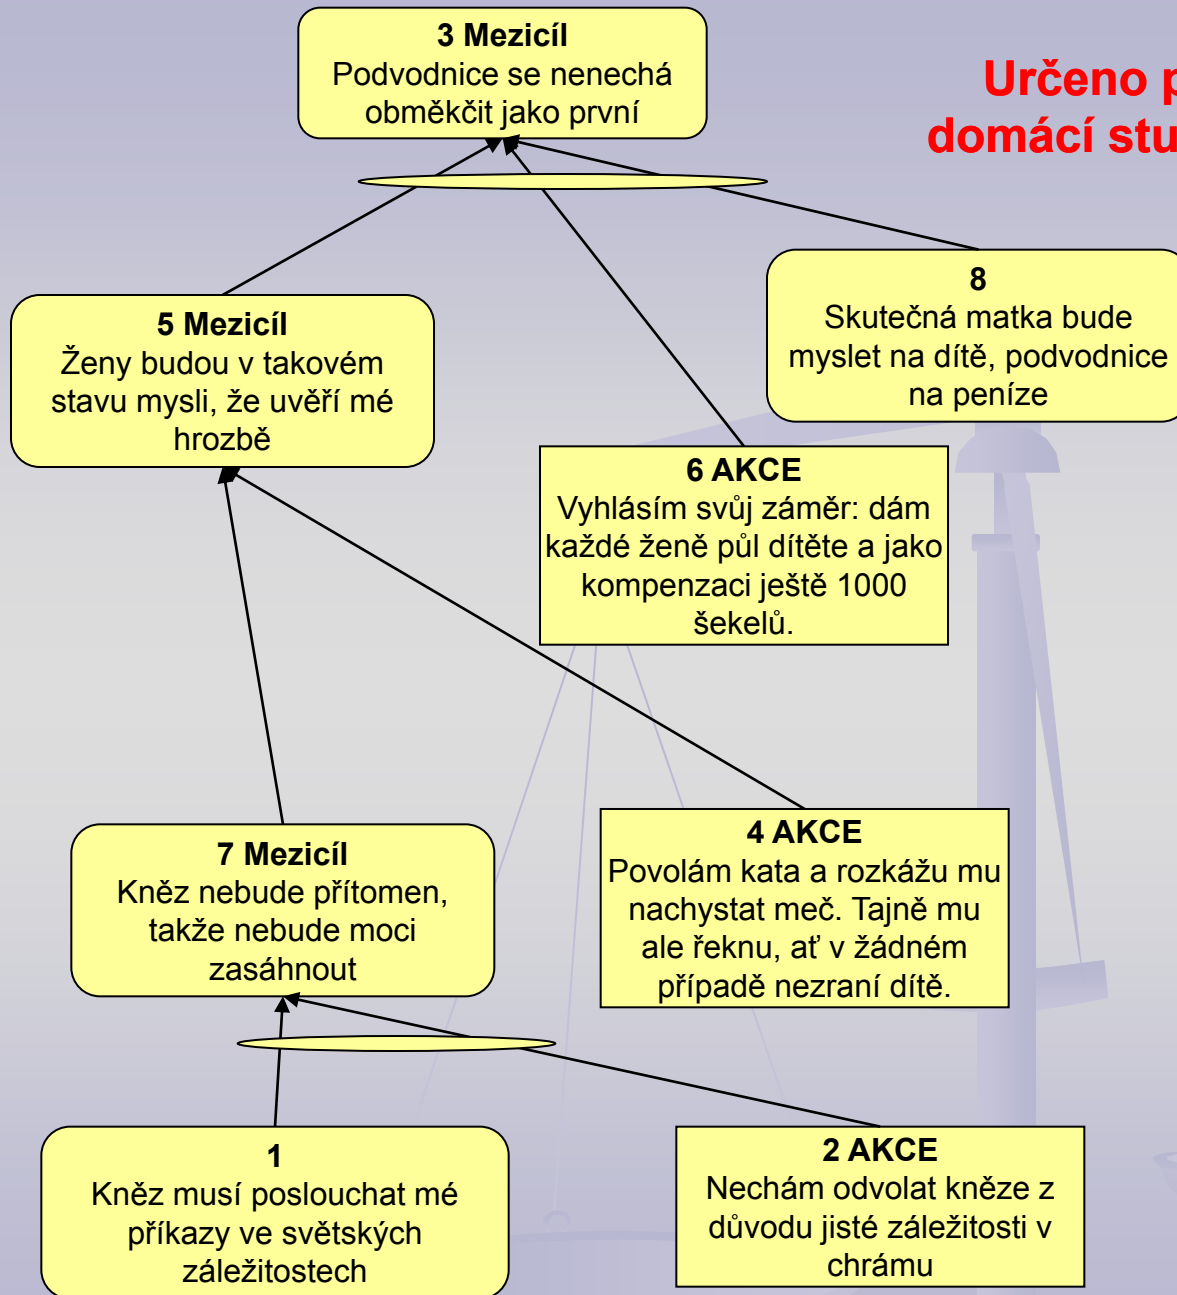 3 Mezicíl
Podvodnice se nenechá
obměkčit jako první
Určeno
domácí
5 Mezicíl
Ženy budou v takovém
stavu mysli, že uvěří mé
hrozbě
8
Skutečná matka bude
myslet na dítě, podvodnice
na peníze
6 AKCE
Vyhlásím svůj záměr: dám
každé ženě půl dítěte a jako
kompenzaci ještě 1000
šekelů.
7 Mezicíl
Kněz nebude přítomen,
takže nebude moci
zasáhnout
4 AKCE
Povolám kata a rozkážu mu
nachystat meč. Tajně mu
ale řeknu, ať v žádném
případě nezraní dítě.
1
Kněz musí poslouchat mé
příkazy ve světských
záležitostech
2 AKCE
Nechám odvolat kněze z
důvodu jisté záležitosti v
chrámu